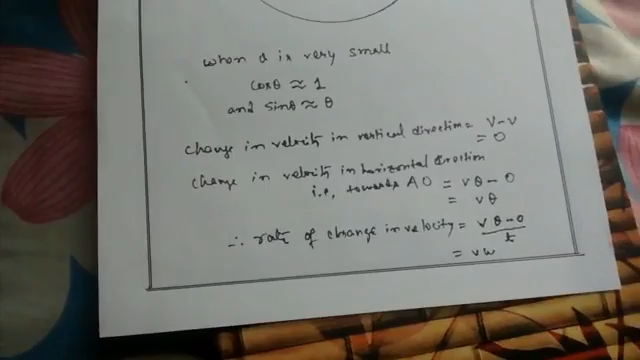 when θ is very small
cosθ ≈ 1
and sinθ ≈ θ
change in velocity in vertical direction = v-v
= 0
change in velocity in horizontal direction
i.e, towards AO = vθ - 0
= vθ
∴ rate of change in velocity = vθ-0/t
= vω